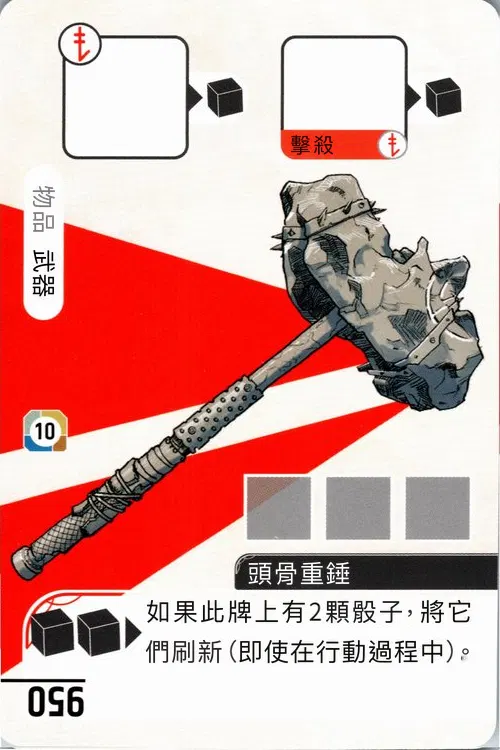 擊殺
物品 武器
10
頭骨重錘
如果此牌上有2顆骰子,將它
們刷新(即使在行動過程中)。
056